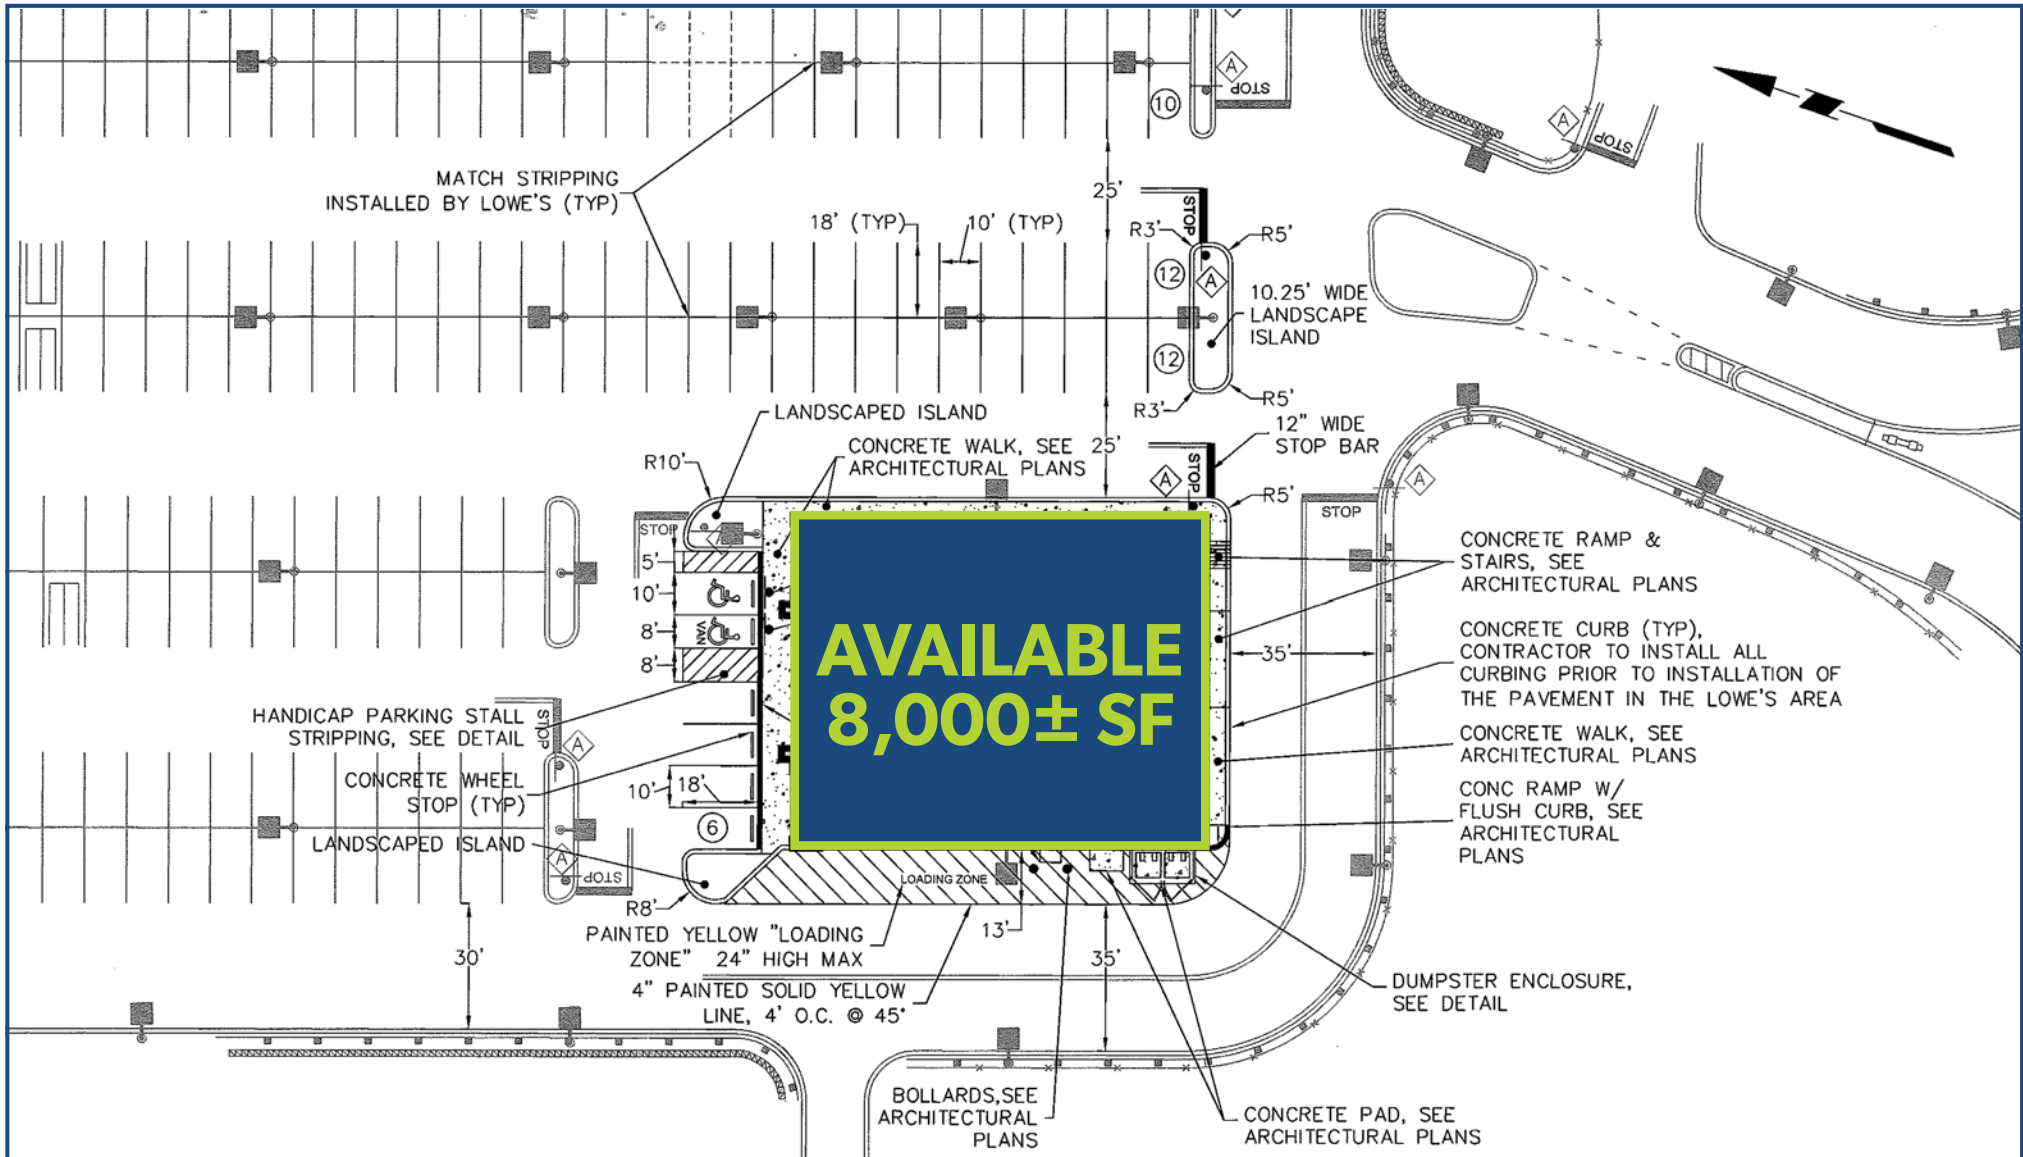 A
STOP
10
A
STOP
MATCH STRIPPING
INSTALLED BY LOWE'S (TYP)
25'
18' (TYP)
10' (TYP)
STOP
R3'
R5'
12
A
10.25' WIDE
LANDSCAPE
ISLAND
12
R3'
R5'
LANDSCAPED ISLAND
12" WIDE
STOP BAR
CONCRETE WALK, SEE
ARCHITECTURAL PLANS
25'
R10'
STOP
A
R5'
A
STOP
STOP
5'
10'
8'
VAN
8'
AVAILABLE
8,000± SF
35'
CONCRETE RAMP &
STAIRS, SEE
ARCHITECTURAL PLANS
CONCRETE CURB (TYP),
CONTRACTOR TO INSTALL ALL
CURBING PRIOR TO INSTALLATION OF
THE PAVEMENT IN THE LOWE'S AREA
CONCRETE WALK, SEE
ARCHITECTURAL PLANS
CONC RAMP W/
FLUSH CURB, SEE
ARCHITECTURAL
PLANS
HANDICAP PARKING STALL
STRIPPING, SEE DETAIL
STOP
A
CONCRETE WHEEL
STOP (TYP)
10'
18'
6
LANDSCAPED ISLAND
A
STOP
LOADING ZONE
R8'
13'
PAINTED YELLOW "LOADING
ZONE" 24" HIGH MAX
30'
35'
4" PAINTED SOLID YELLOW
LINE, 4' O.C. @ 45°
DUMPSTER ENCLOSURE,
SEE DETAIL
BOLLARDS,SEE
ARCHITECTURAL
PLANS
CONCRETE PAD, SEE
ARCHITECTURAL PLANS